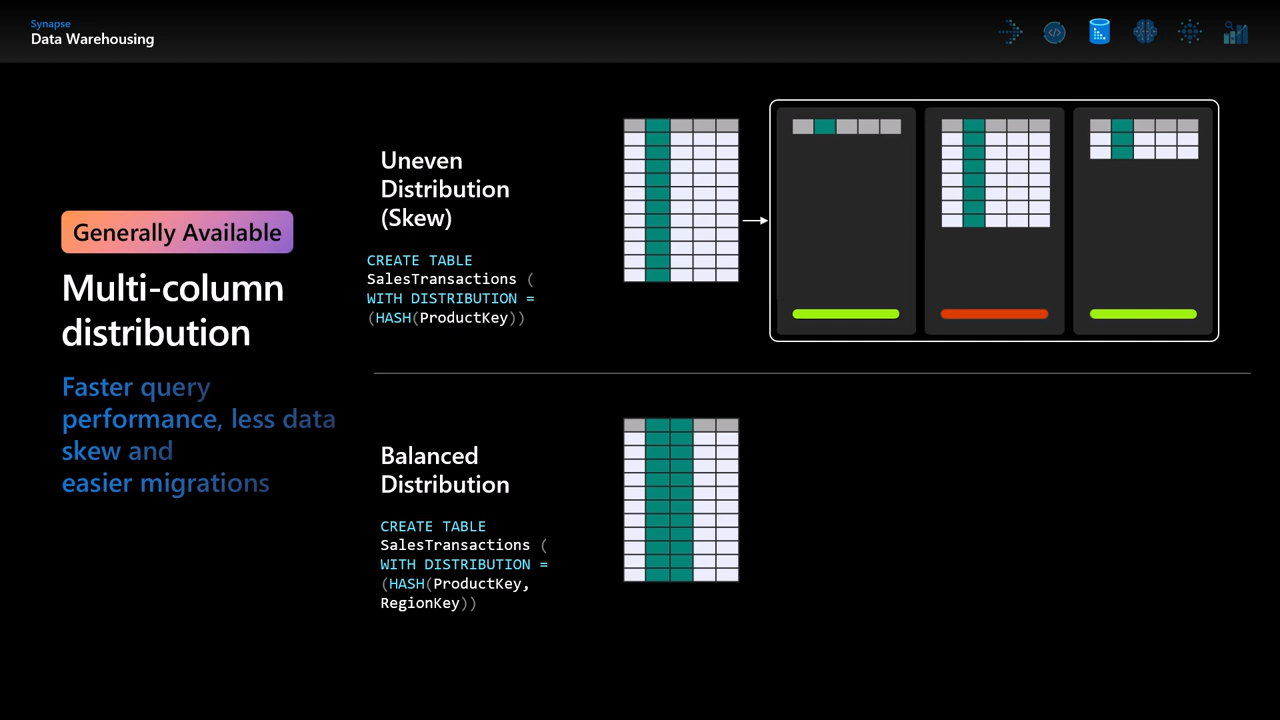 Synapse
Data Warehousing
Generally Available
Multi-column
distribution
Faster query
performance, less data
skew and
easier migrations
Uneven
Distribution
(Skew)
CREATE TABLE
SalesTransactions (
WITH DISTRIBUTION =
(HASH(ProductKey))
Balanced
Distribution
CREATE TABLE
SalesTransactions (
WITH DISTRIBUTION =
(HASH(ProductKey,
RegionKey))